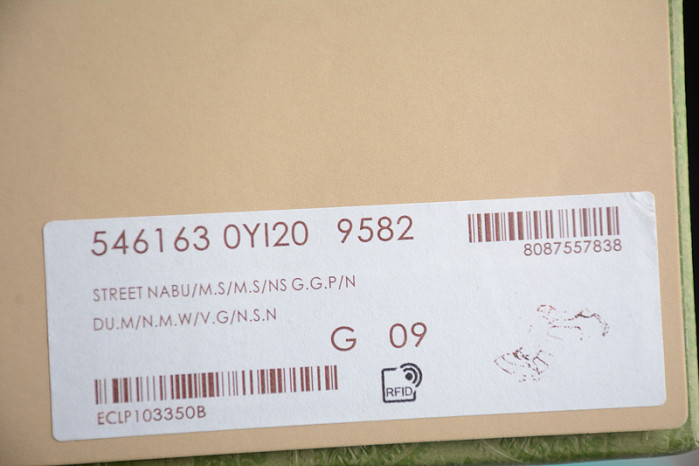 546163 0YI20 9582
8087557838
STREET NABU/M.S/M.S/NS G.G.P/N
DU.M/N.M.W/V.G/N.S.N
G 09
RFID
ECLP103350B